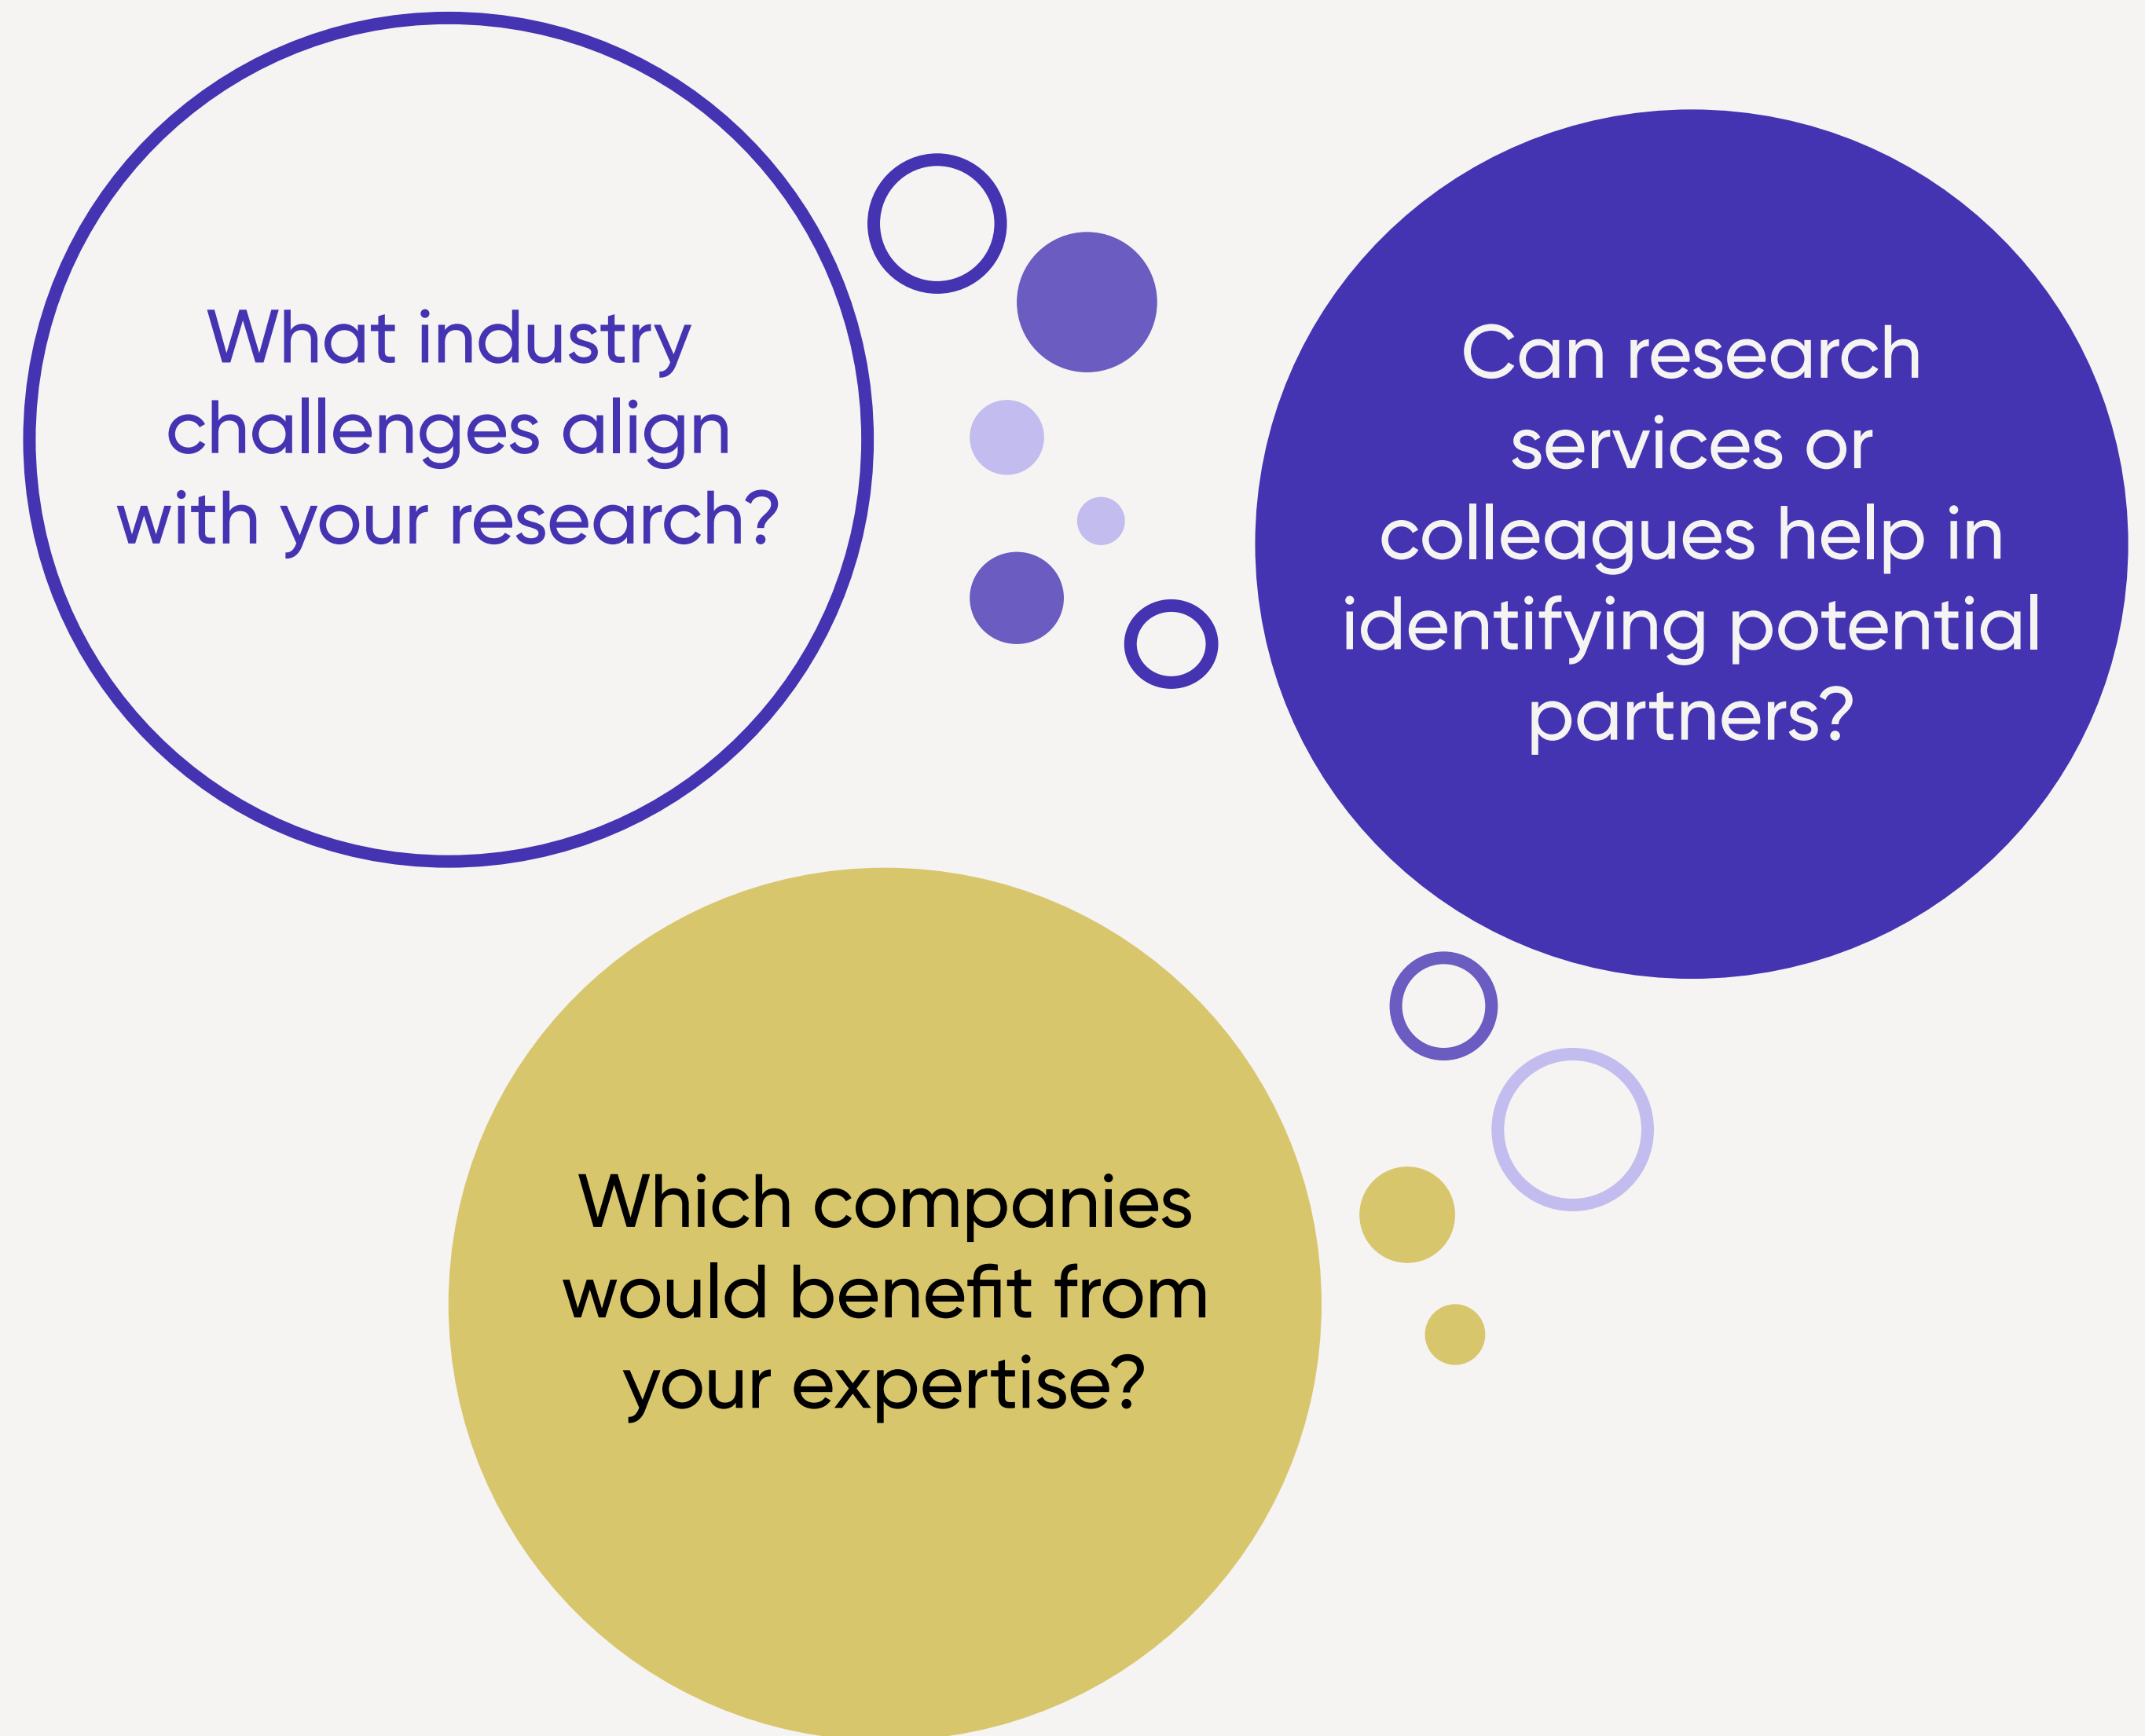 What industry
challenges align
with your research?
Can research
services or
colleagues help in
identifying potential
partners?
Which companies
would benefit from
your expertise?